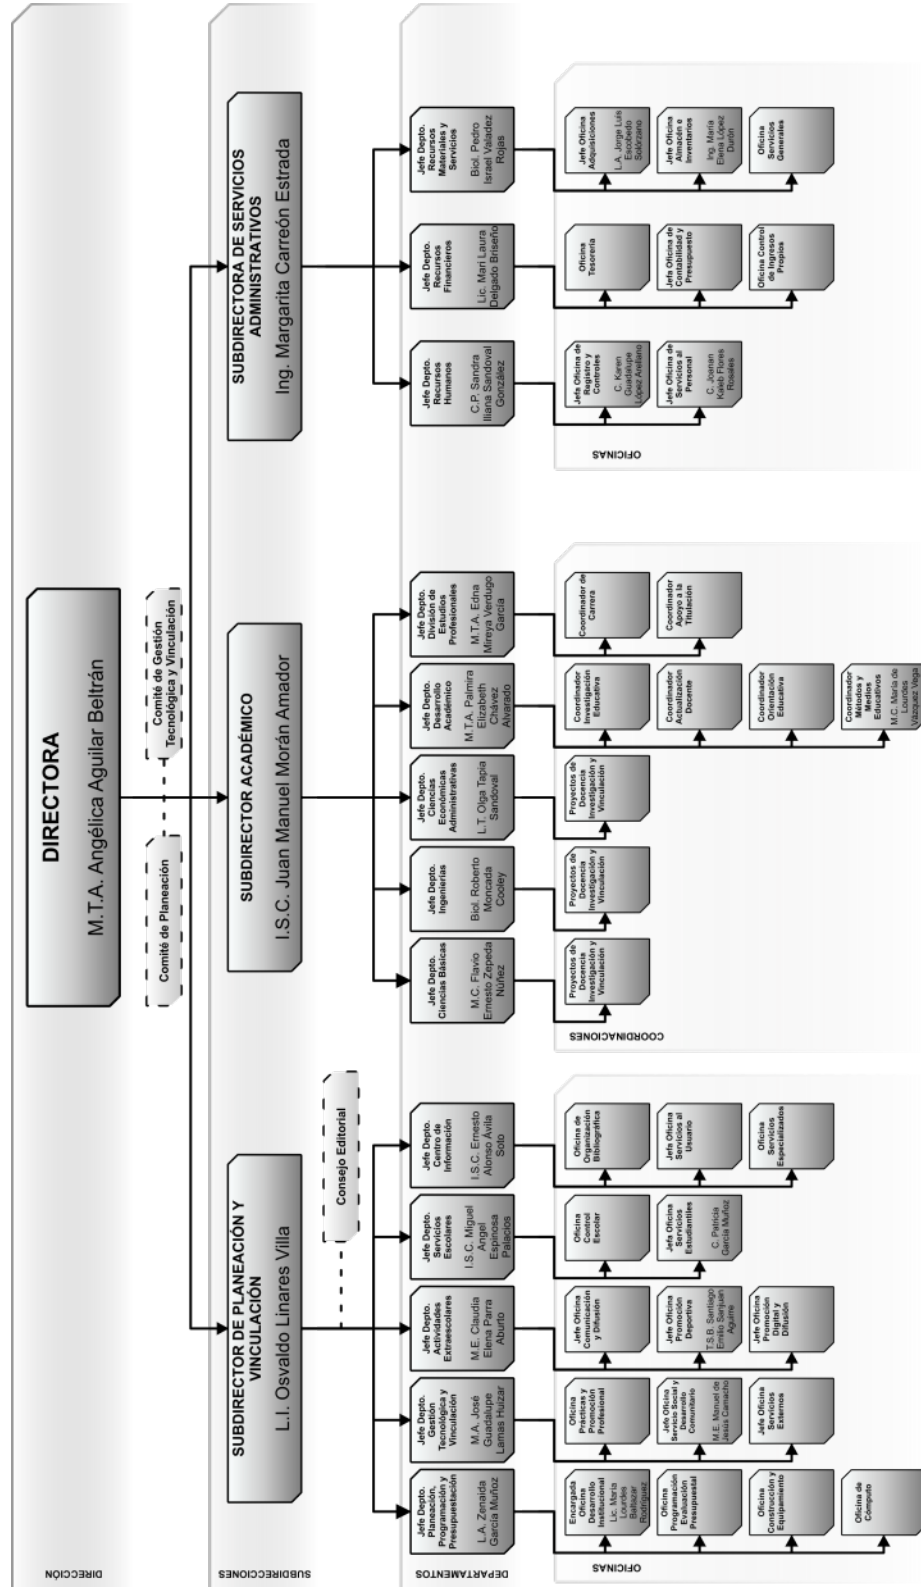 DIRECCIÓN
DIRECTORA
M.T.A. Angélica Aguilar Beltrán
Comité de Planeación
Comité de Gestión
Tecnológica y Vinculación
SUBDIRECCIONES
SUBDIRECTOR DE PLANEACIÓN Y
VINCULACIÓN
L.I. Osvaldo Linares Villa
SUBDIRECTOR ACADÉMICO
I.S.C. Juan Manuel Morán Amador
SUBDIRECTORA DE SERVICIOS
ADMINISTRATIVOS
Ing. Margarita Carreón Estrada
Consejo Editorial
DEPARTAMENTOS
Jefe Depto.
Planeación,
Programación y
Presupuestación
L.A. Zenaida
García Muñoz
Jefe Depto.
Gestión
Tecnológica y
Vinculación
M.A. José
Guadalupe
Lamas Huizar
Jefe Depto.
Actividades
Extraescolares
M.E. Claudia
Elena Parra
Aburto
Jefe Depto.
Servicios
Escolares
I.S.C. Miguel
Angel
Espinosa
Palacios
Jefe Depto.
Centro de
Información
I.S.C. Ernesto
Alonso Ávila
Soto
Jefe Depto.
Ciencias Básicas
M.C. Flavio
Ernesto Zepeda
Núñez
Jefe Depto.
Ingenierías
Biol. Roberto
Moncada
Cooley
Jefe Depto.
Ciencias
Económicas
Administrativas
L.T. Olga Tapia
Sandoval
Jefe Depto.
Desarrollo
Académico
M.T.A. Palmira
Elizabeth
Chávez
Alvarado
Jefe Depto.
División de
Estudios
Profesionales
M.T.A. Edna
Mireya Verdugo
García
Jefe Depto.
Recursos
Humanos
C.P. Sandra
Iliana Sandoval
González
Jefe Depto.
Recursos
Financieros
Lic. Mari Laura
Delgado Briseño
Jefe Depto.
Recursos
Materiales y
Servicios
Biol. Pedro
Israel Valadez
Rojas
OFICINAS
Encargada
Oficina
Desarrollo
Institucional
Lic. María
Lourdes
Baltazar
Rodríguez
Oficina
Programación
Evaluación
Presupuestal
Oficina
Construcción y
Equipamiento
Oficina de
Cómputo
Oficina
Prácticas y
Promoción
Profesional
Jefe Oficina
Servicio Social y
Desarrollo
Comunitario
M.E. Manuel de
Jesús Camacho
Jefe Oficina
Servicios
Externos
Jefe Oficina
Comunicación
y Difusión
Jefe Oficina
Promoción
Deportiva
T.S.B. Santiago
Emilio Sanjuan
Aguirre
Jefe Oficina
Promoción
Digital y
Difusión
Oficina
Control
Escolar
Jefa Oficina
Servicios
Estudiantiles
C. Patricia
García Muñoz
Oficina de
Organización
Bibliográfica
Jefa Oficina
Servicios al
Usuario
Oficina
Servicios
Especializados
COORDINACIONES
Proyectos de
Docencia
Investigación y
Vinculación
Proyectos de
Docencia
Investigación y
Vinculación
Proyectos de
Docencia
Investigación y
Vinculación
Coordinador
Investigación
Educativa
Coordinador
Actualización
Docente
Coordinador
Orientación
Educativa
Coordinador
Métodos y
Medios
Educativos
M.C. María de
Lourdes
Vázquez Vega
Coordinador de
Carrera
Coordinador
Apoyo a la
Titulación
OFICINAS
Jefa Oficina de
Registro y
Controles
C. Karen
Guadalupe
López Arellano
Jefe Oficina de
Servicios al
Personal
C. Joanan
Kaleb Flores
Rosales
Oficina
Tesorería
Jefa Oficina de
Contabilidad y
Presupuesto
Oficina Control
de Ingresos
Propios
Jefe Oficina
Adquisiciones
L.A. Jorge Luis
Escobedo
Solórzano
Jefe Oficina
Almacén e
Inventarios
Ing. María
Elena López
Durón
Oficina
Servicios
Generales